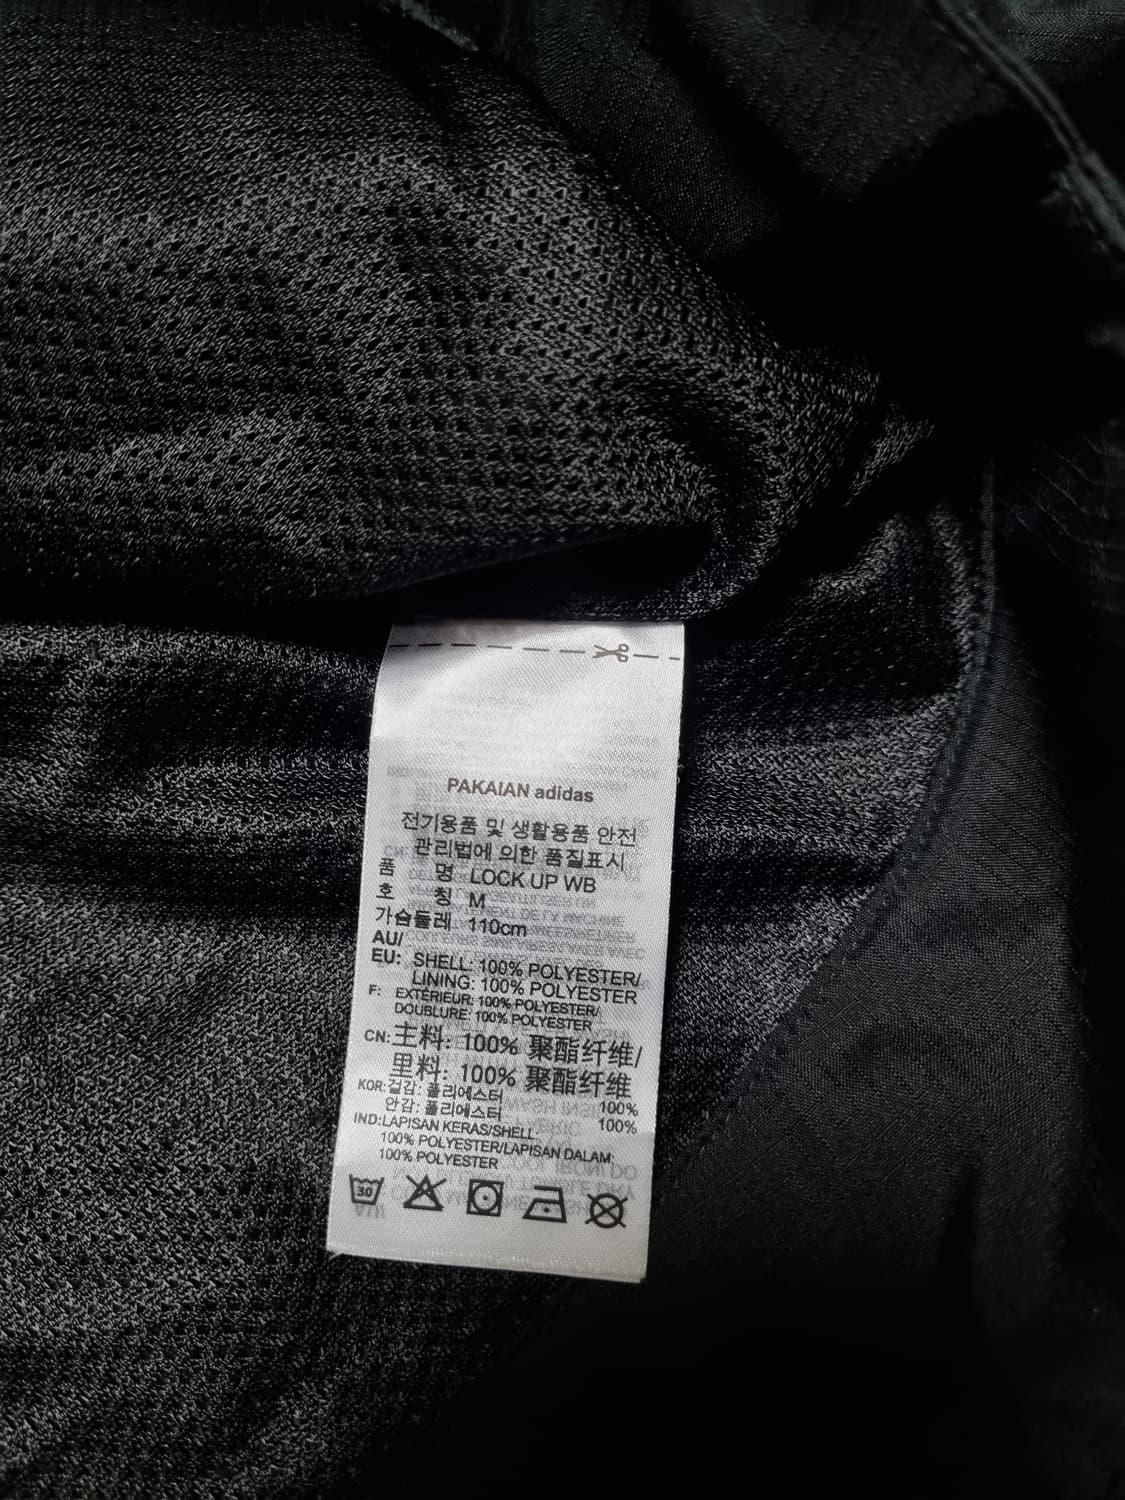 PAKAIAN adidas
전기용품 및 생활용품 안전
관리법에 의한 품질표시
품 명 LOCK UP WB
호 칭 M
가슴둘레 110cm
AU/
EU: SHELL: 100% POLYESTER/
LINING: 100% POLYESTER
F: EXTÉRIEUR: 100% POLYESTER/
DOUBLURE: 100% POLYESTER
CN: 主料: 100% 聚酯纤维/
里料: 100% 聚酯纤维
KOR: 겉감: 폴리에스터 100%
안감: 폴리에스터 100%
IND: LAPISAN KERAS/SHELL
100% POLYESTER/LAPISAN DALAM:
100% POLYESTER
30